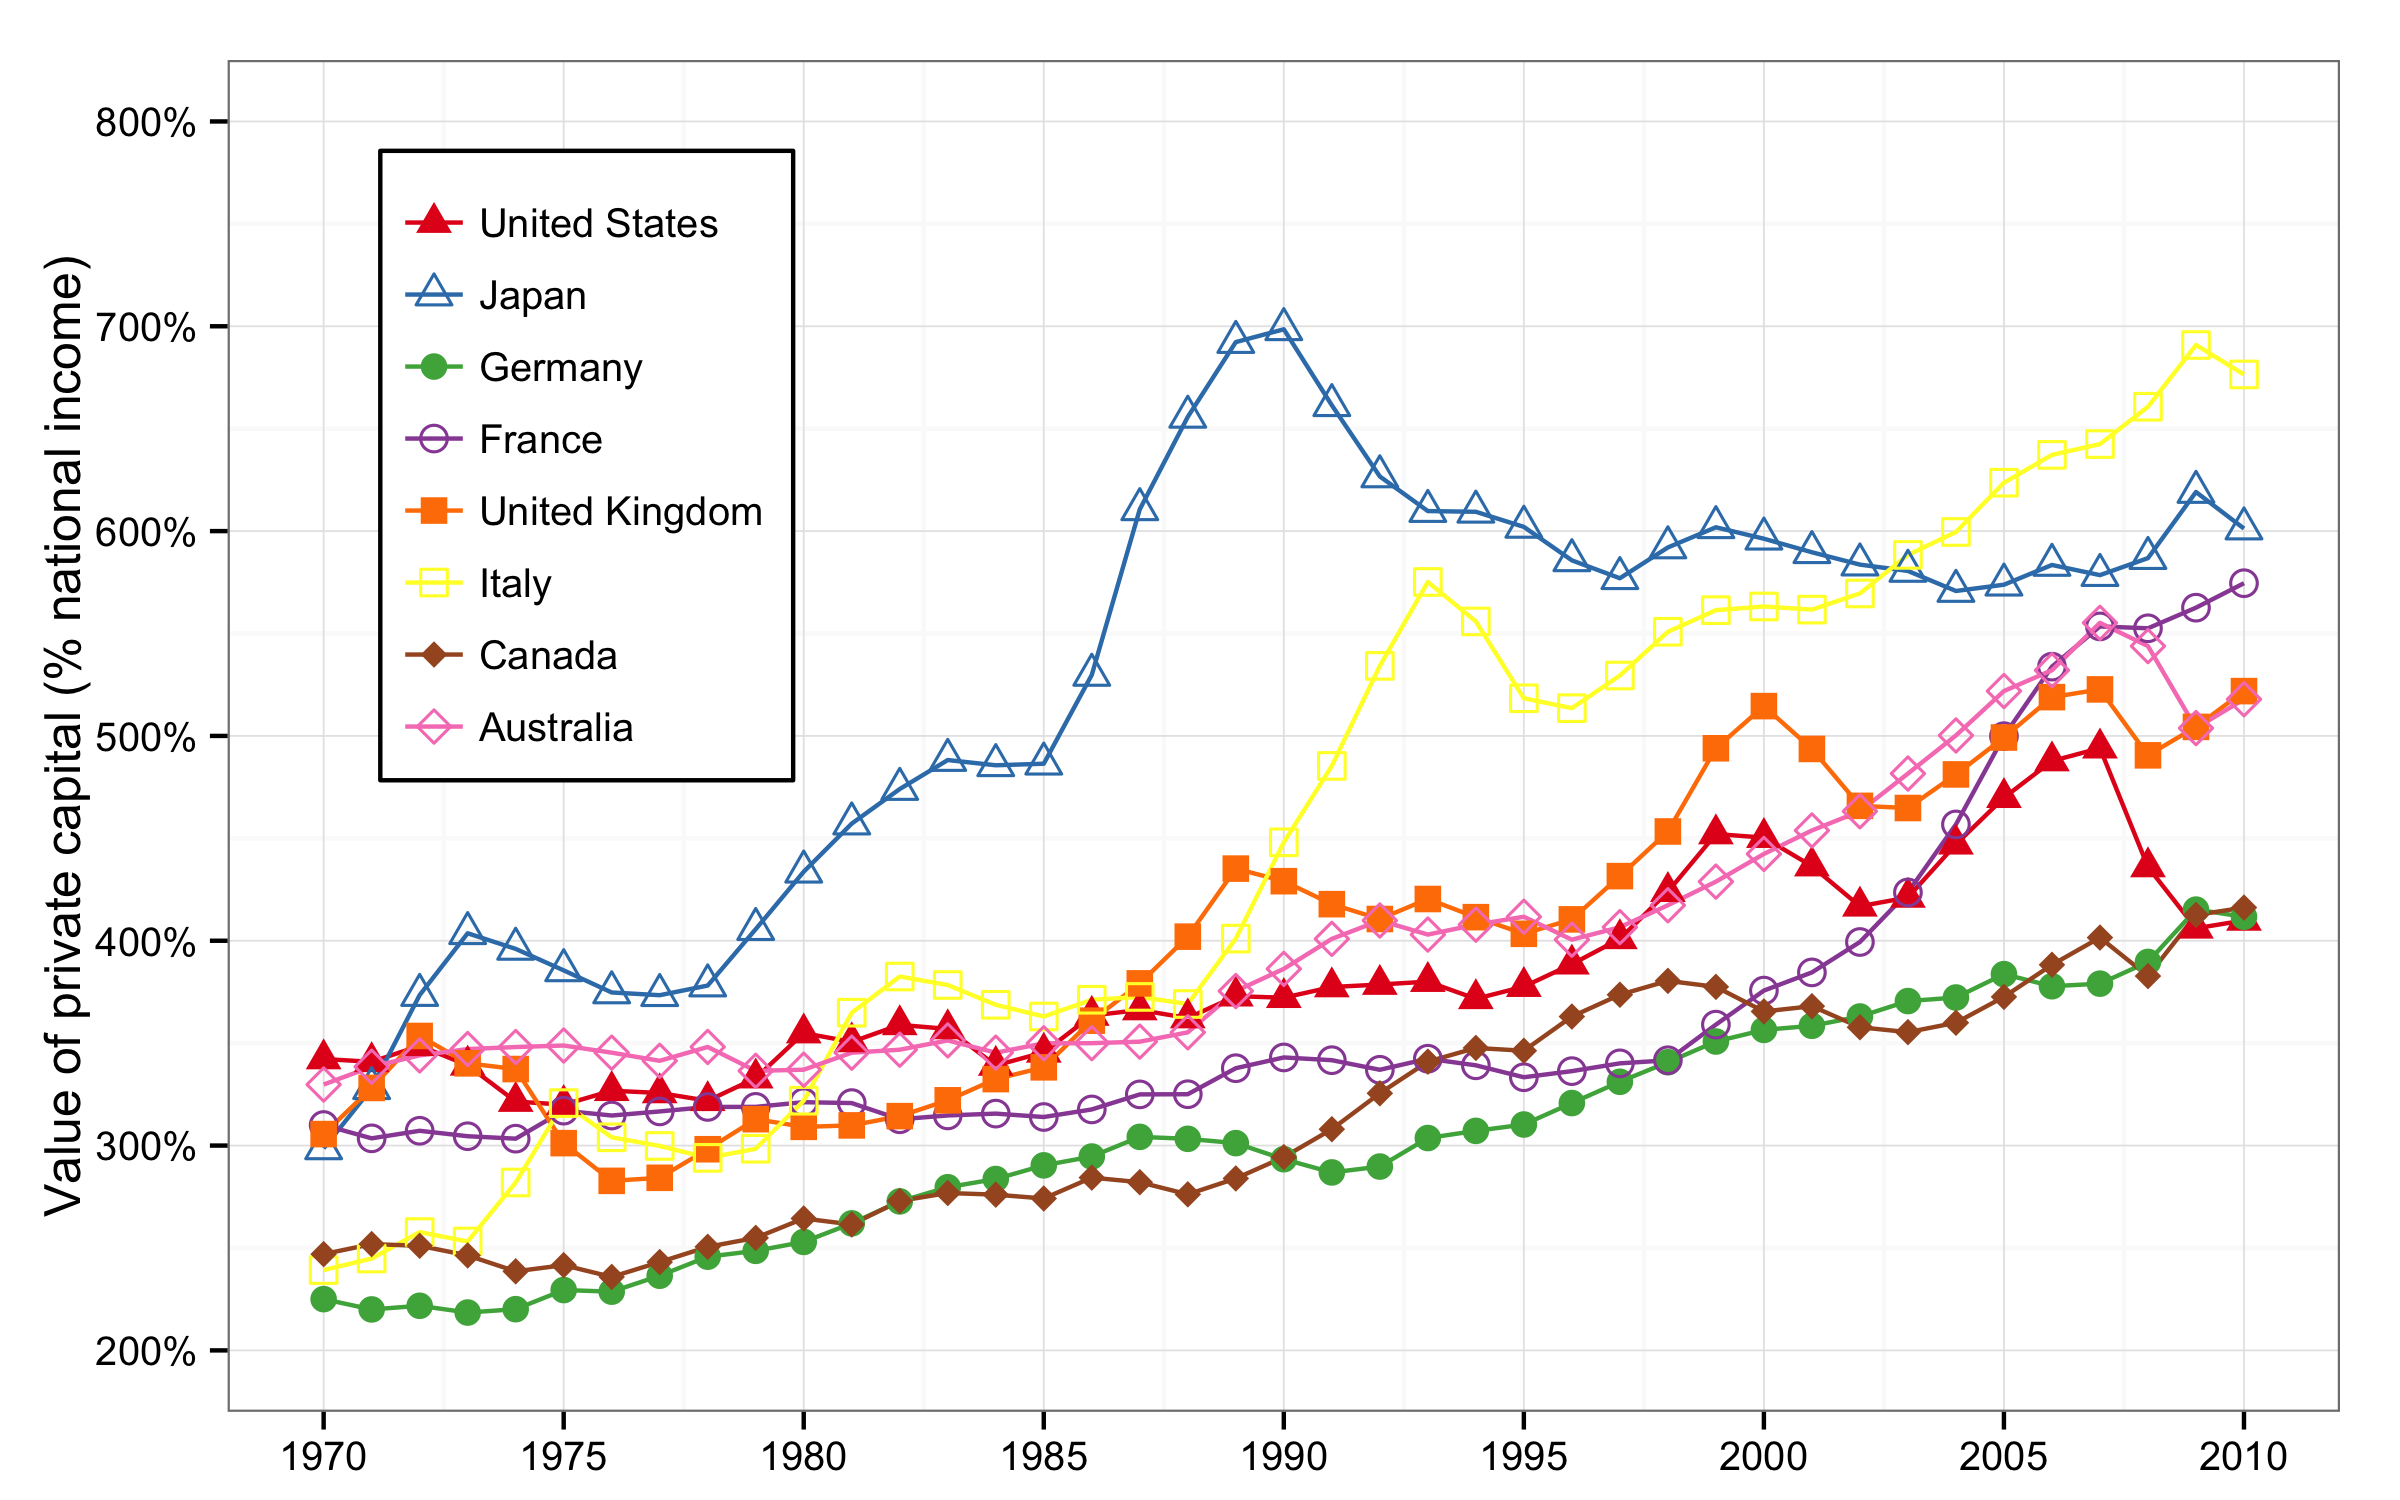 Value of private capital (% national income)
800%
700%
600%
500%
400%
300%
200%
United States
Japan
Germany
France
United Kingdom
Italy
Canada
Australia
1970 1975 1980 1985 1990 1995 2000 2005 2010